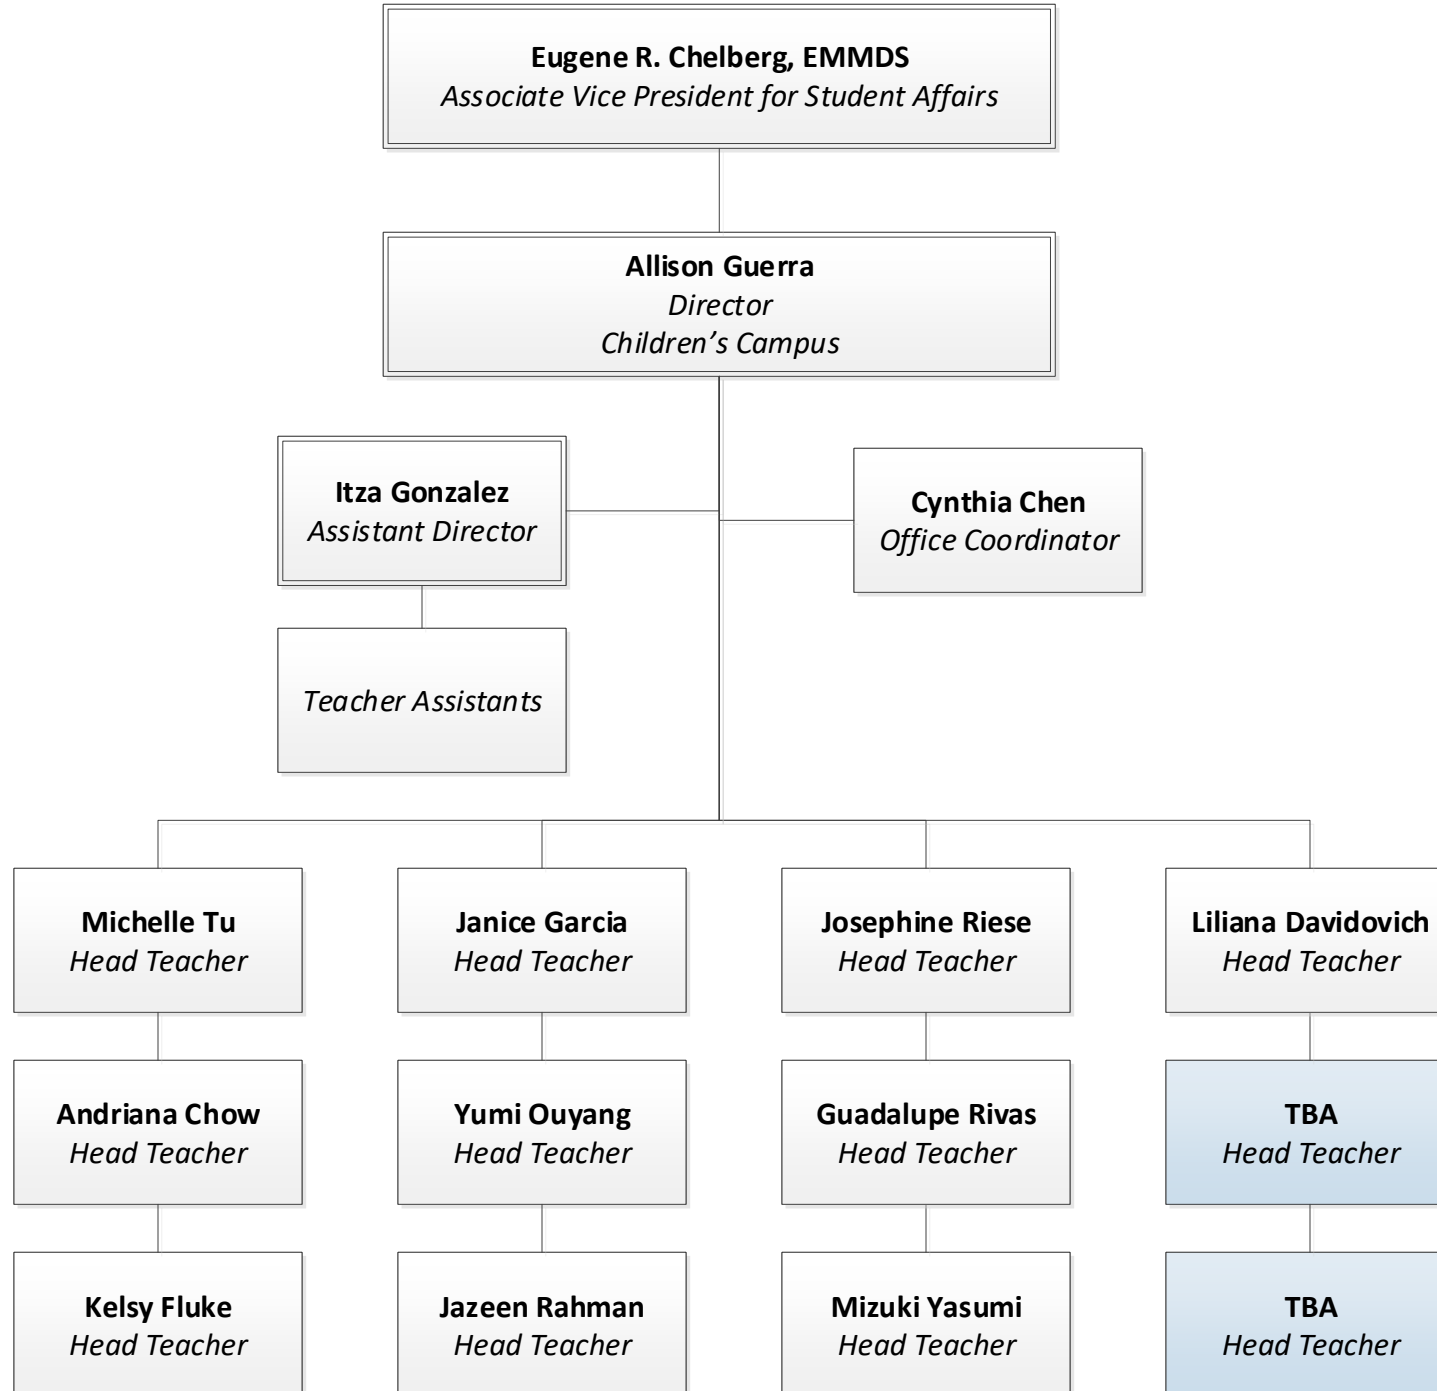 Eugene R. Chelberg, EMMDS
Associate Vice President for Student Affairs
Allison Guerra
Director
Children’s Campus
Itza Gonzalez
Assistant Director
Cynthia Chen
Office Coordinator
Teacher Assistants
Michelle Tu
Head Teacher
Janice Garcia
Head Teacher
Josephine Riese
Head Teacher
Liliana Davidovich
Head Teacher
Andriana Chow
Head Teacher
Yumi Ouyang
Head Teacher
Guadalupe Rivas
Head Teacher
TBA
Head Teacher
Kelsy Fluke
Head Teacher
Jazeen Rahman
Head Teacher
Mizuki Yasumi
Head Teacher
TBA
Head Teacher